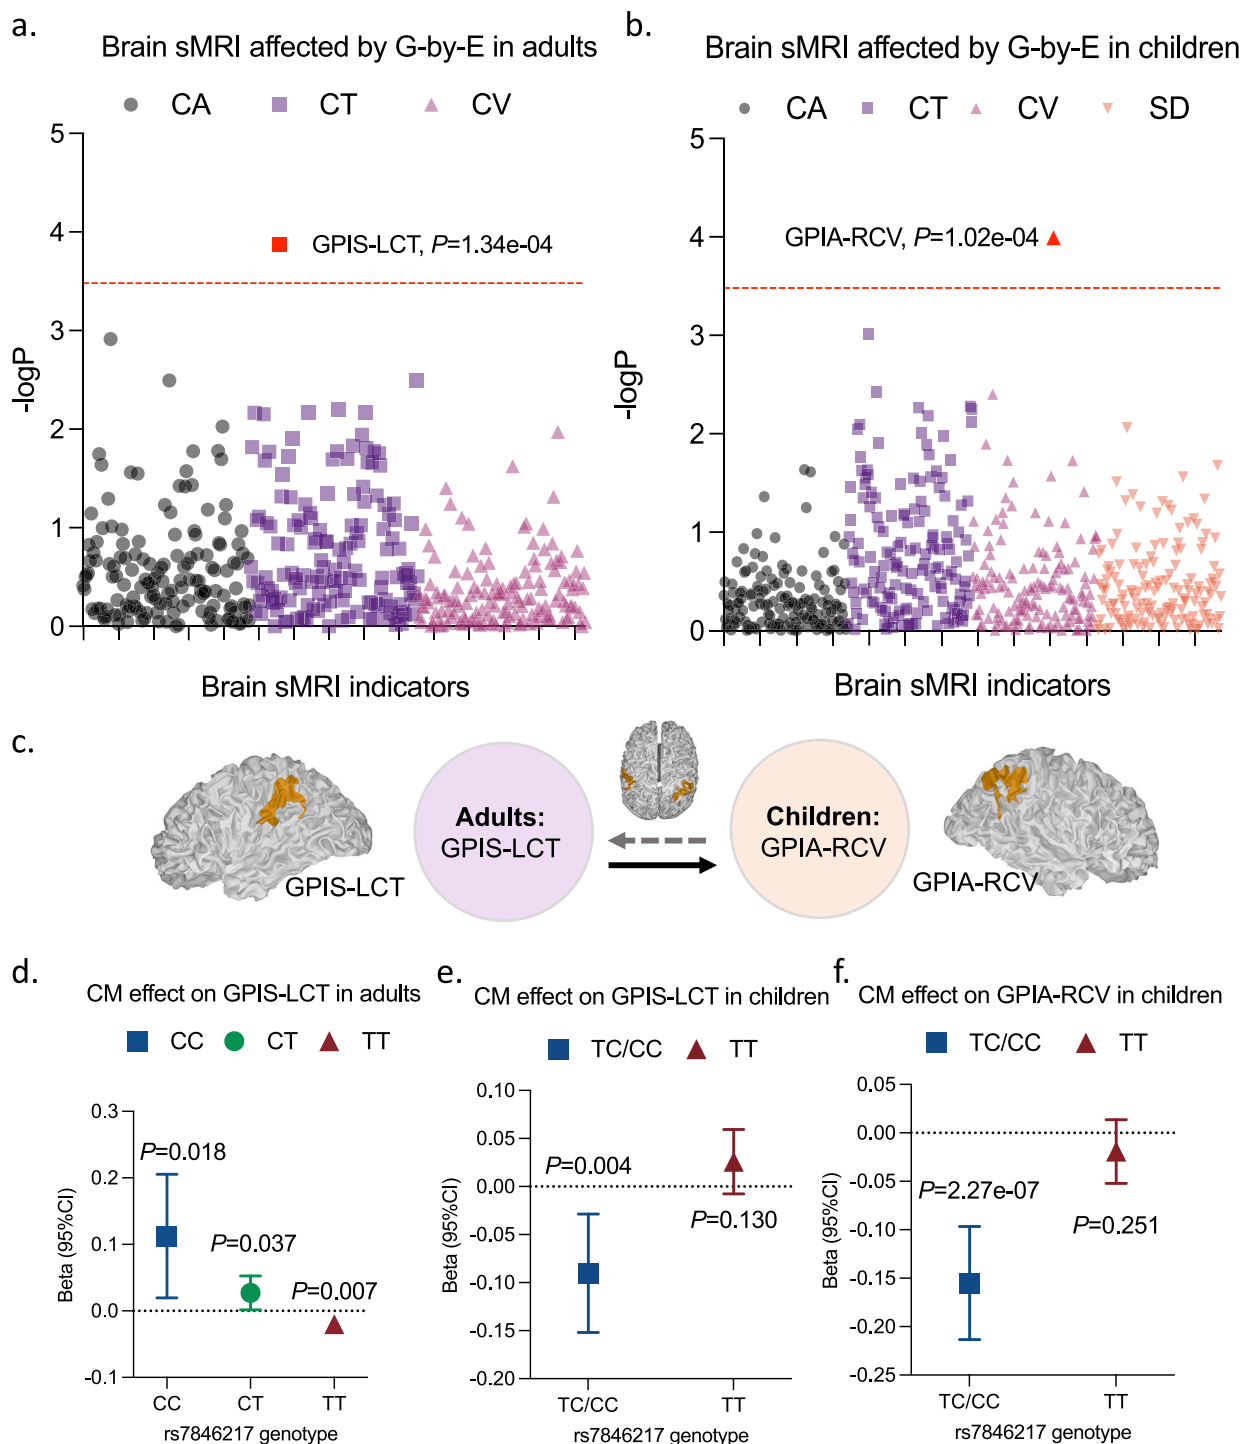 a.
Brain sMRI affected by G-by-E in adults
CA CT CV
5
4
3
2
1
0
-logP
GPIS-LCT, P=1.34e-04
Brain sMRI indicators
b.
Brain sMRI affected by G-by-E in children
CA CT CV SD
5
4
3
2
1
0
-logP
GPIA-RCV, P=1.02e-04
Brain sMRI indicators
c.
GPIS-LCT
Adults:
GPIS-LCT
Children:
GPIA-RCV
GPIA-RCV
d.
CM effect on GPIS-LCT in adults
CC CT TT
0.3
0.2
0.1
0.0
-0.1
Beta (95%CI)
P=0.018
P=0.037
P=0.007
CC CT TT
rs7846217 genotype
e.
CM effect on GPIS-LCT in children
TC/CC TT
0.10
0.05
0.00
-0.05
-0.10
-0.15
-0.20
Beta (95%CI)
P=0.004
P=0.130
TC/CC TT
rs7846217 genotype
f.
CM effect on GPIA-RCV in children
TC/CC TT
0.05
0.00
-0.05
-0.10
-0.15
-0.20
-0.25
Beta (95%CI)
P=2.27e-07
P=0.251
TC/CC TT
rs7846217 genotype